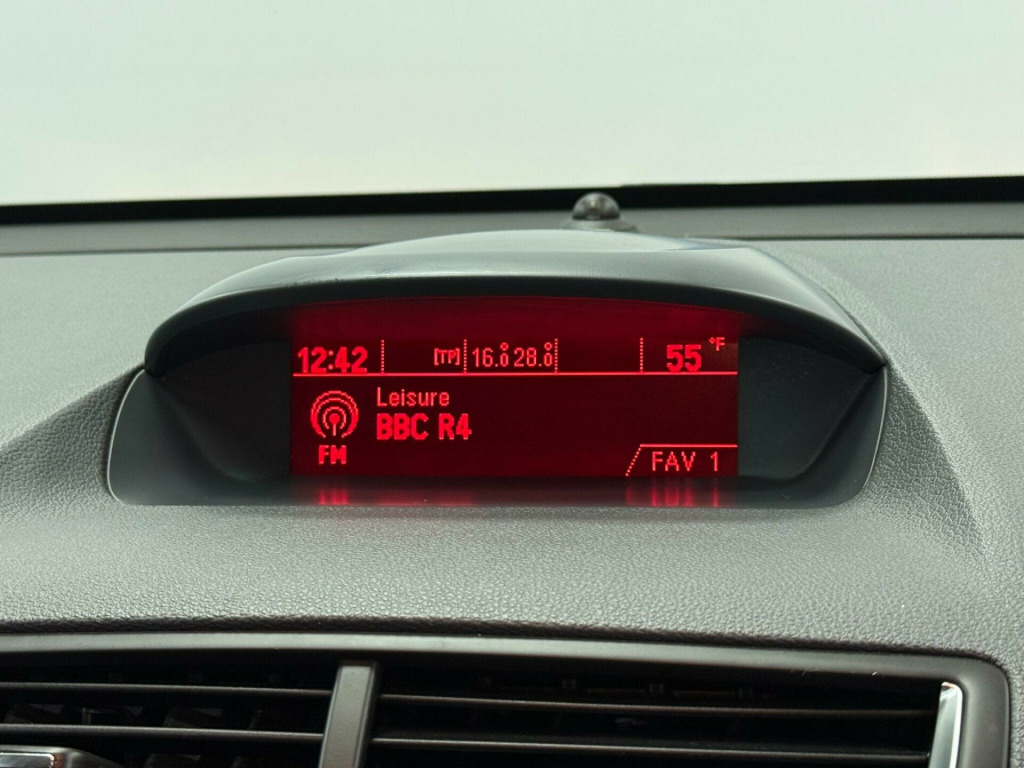 12:42 [TP] 16.0° 28.0° 55 °F
Leisure
BBC R4
FM
FAV 1